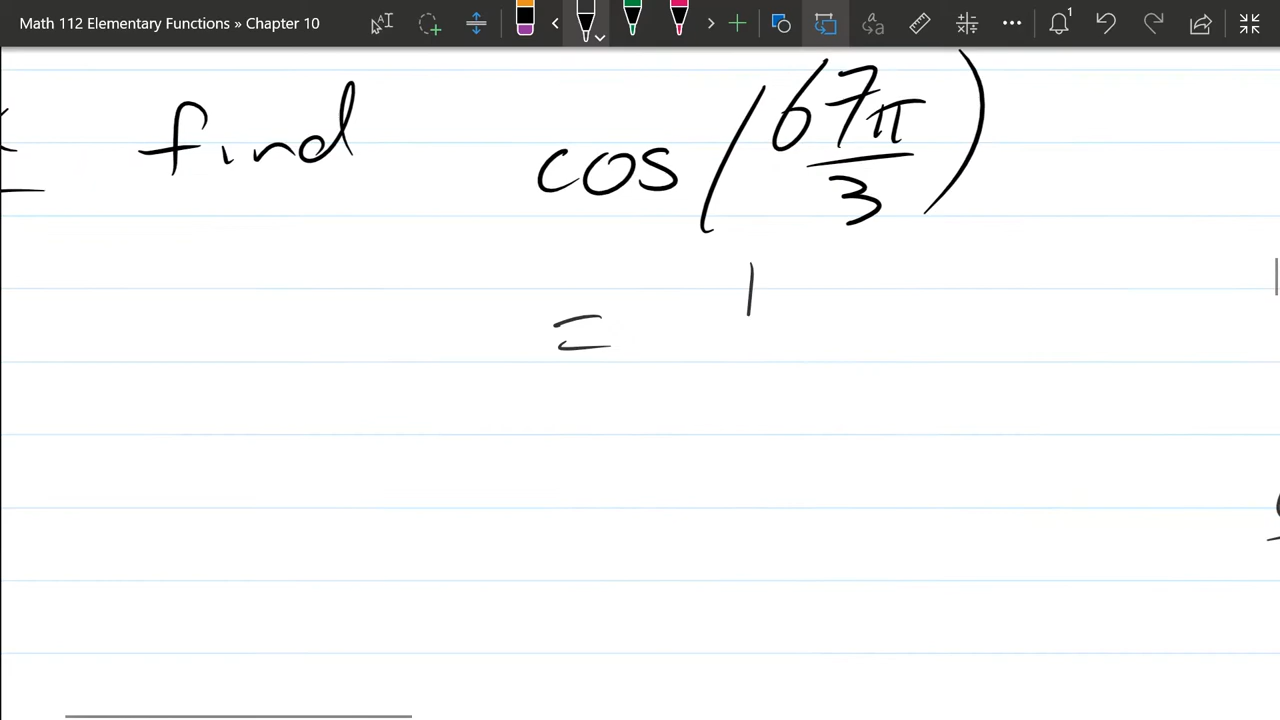 Math 112 Elementary Functions » Chapter 10
find cos(67π/3)
= 1